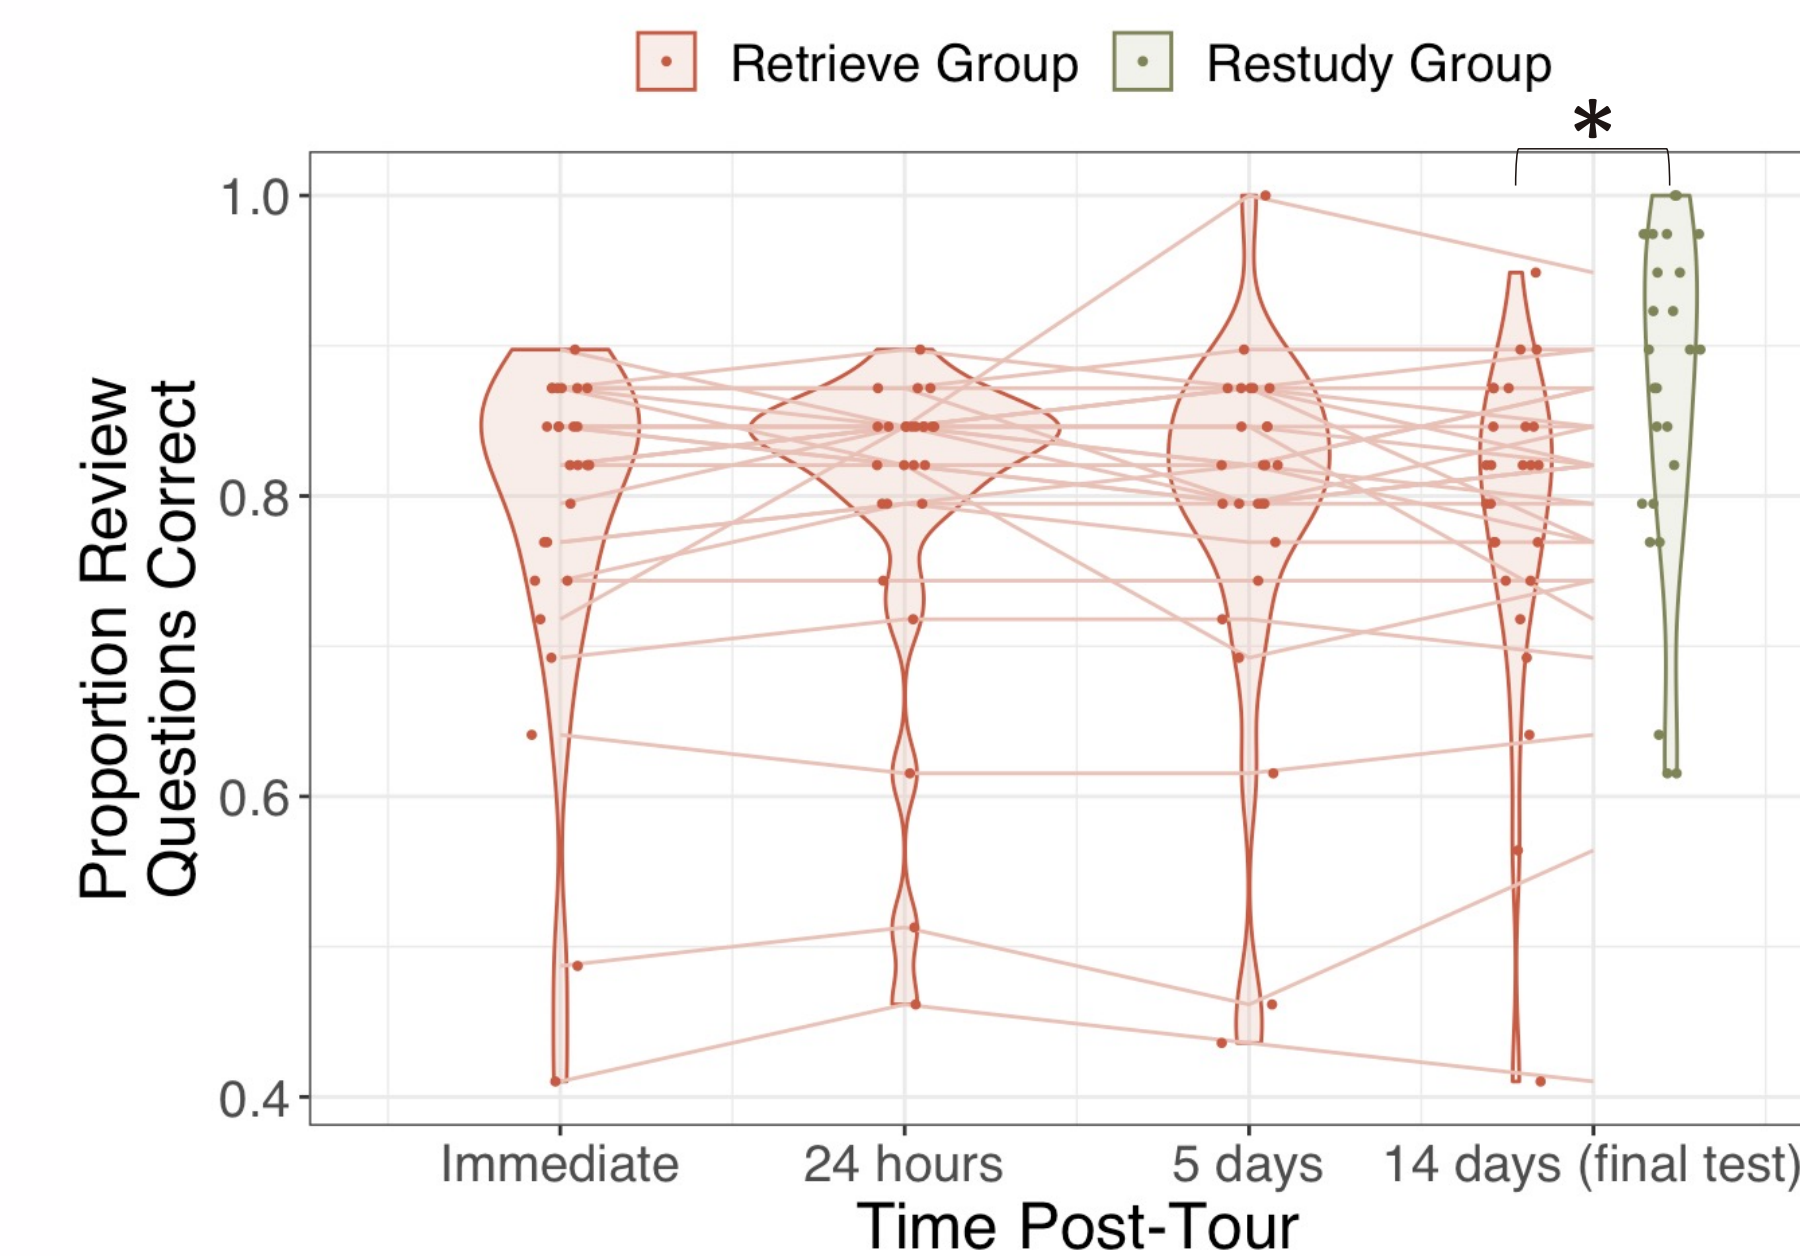 Retrieve Group Restudy Group
*
1.0
0.8
0.6
0.4
Proportion Review
Questions Correct
Immediate 24 hours 5 days 14 days (final test)
Time Post-Tour